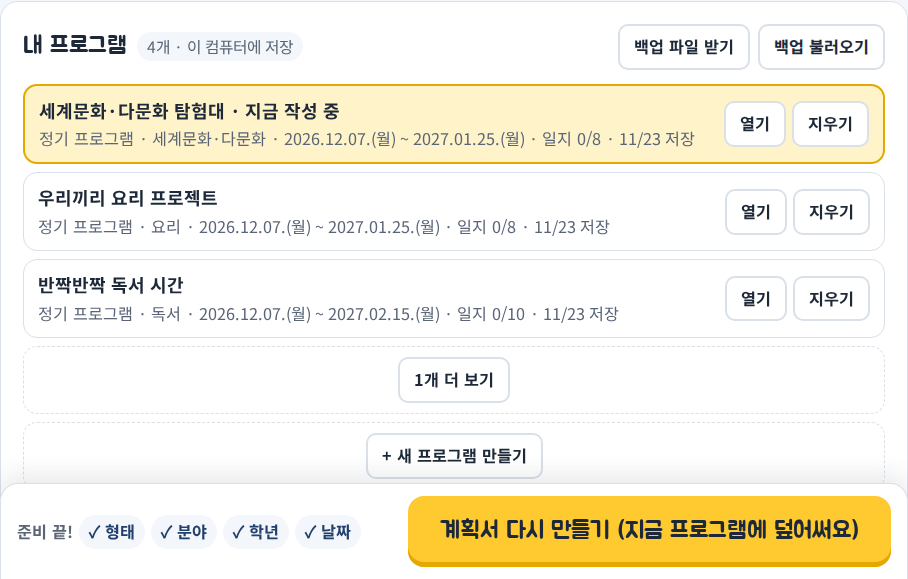 내 프로그램 4개 · 이 컴퓨터에 저장 백업 파일 받기 백업 불러오기
세계문화·다문화 탐험대 · 지금 작성 중
정기 프로그램 · 세계문화·다문화 · 2026.12.07.(월) ~ 2027.01.25.(월) · 일지 0/8 · 11/23 저장
열기 지우기
우리끼리 요리 프로젝트
정기 프로그램 · 요리 · 2026.12.07.(월) ~ 2027.01.25.(월) · 일지 0/8 · 11/23 저장
열기 지우기
반짝반짝 독서 시간
정기 프로그램 · 독서 · 2026.12.07.(월) ~ 2027.02.15.(월) · 일지 0/10 · 11/23 저장
열기 지우기
1개 더 보기
+ 새 프로그램 만들기
준비 끝! ✓ 형태 ✓ 분야 ✓ 학년 ✓ 날짜 계획서 다시 만들기 (지금 프로그램에 덮어써요)